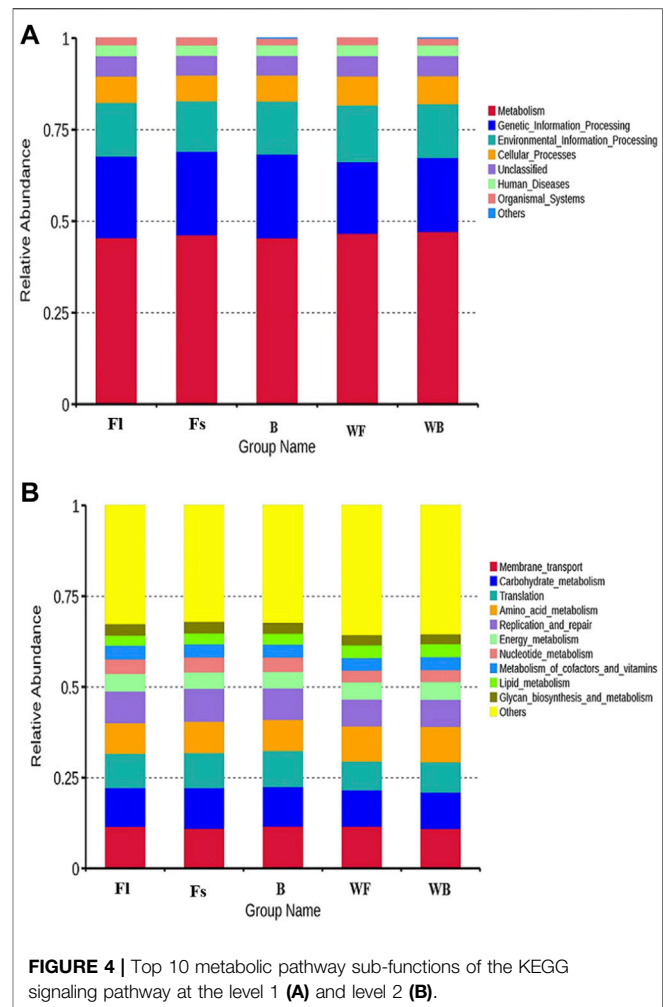 A
Relative Abundance
1
0.75
0.5
0.25
0
Fl Fs B WF WB
Group Name
Metabolism
Genetic_Information_Processing
Environmental_Information_Processing
Cellular_Processes
Unclassified
Human_Diseases
Organismal_Systems
Others
B
Relative Abundance
1
0.75
0.5
0.25
0
Fl Fs B WF WB
Group Name
Membrane_transport
Carbohydrate_metabolism
Translation
Amino_acid_metabolism
Replication_and_repair
Energy_metabolism
Nucleotide_metabolism
Metabolism_of_cofactors_and_vitamins
Lipid_metabolism
Glycan_biosynthesis_and_metabolism
Others
FIGURE 4 | Top 10 metabolic pathway sub-functions of the KEGG
signaling pathway at the level 1 (A) and level 2 (B).